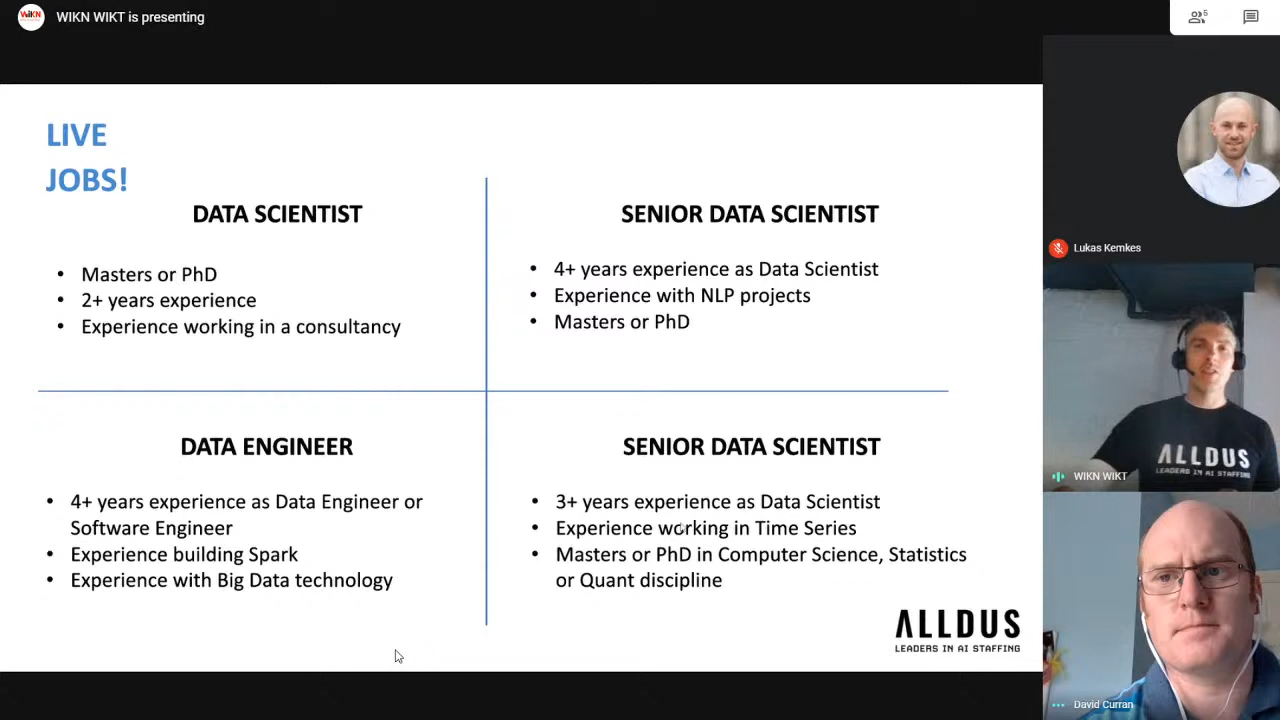 WiKN
WIKN WIKT is presenting
5
LIVE
JOBS!
DATA SCIENTIST
• Masters or PhD
• 2+ years experience
• Experience working in a consultancy
SENIOR DATA SCIENTIST
• 4+ years experience as Data Scientist
• Experience with NLP projects
• Masters or PhD
DATA ENGINEER
• 4+ years experience as Data Engineer or
Software Engineer
• Experience building Spark
• Experience with Big Data technology
SENIOR DATA SCIENTIST
• 3+ years experience as Data Scientist
• Experience working in Time Series
• Masters or PhD in Computer Science, Statistics
or Quant discipline
ALLDUS
LEADERS IN AI STAFFING
Lukas Kemkes
ALLDUS
LEADERS IN AI STAFFING
WIKN WIKT
David Curran